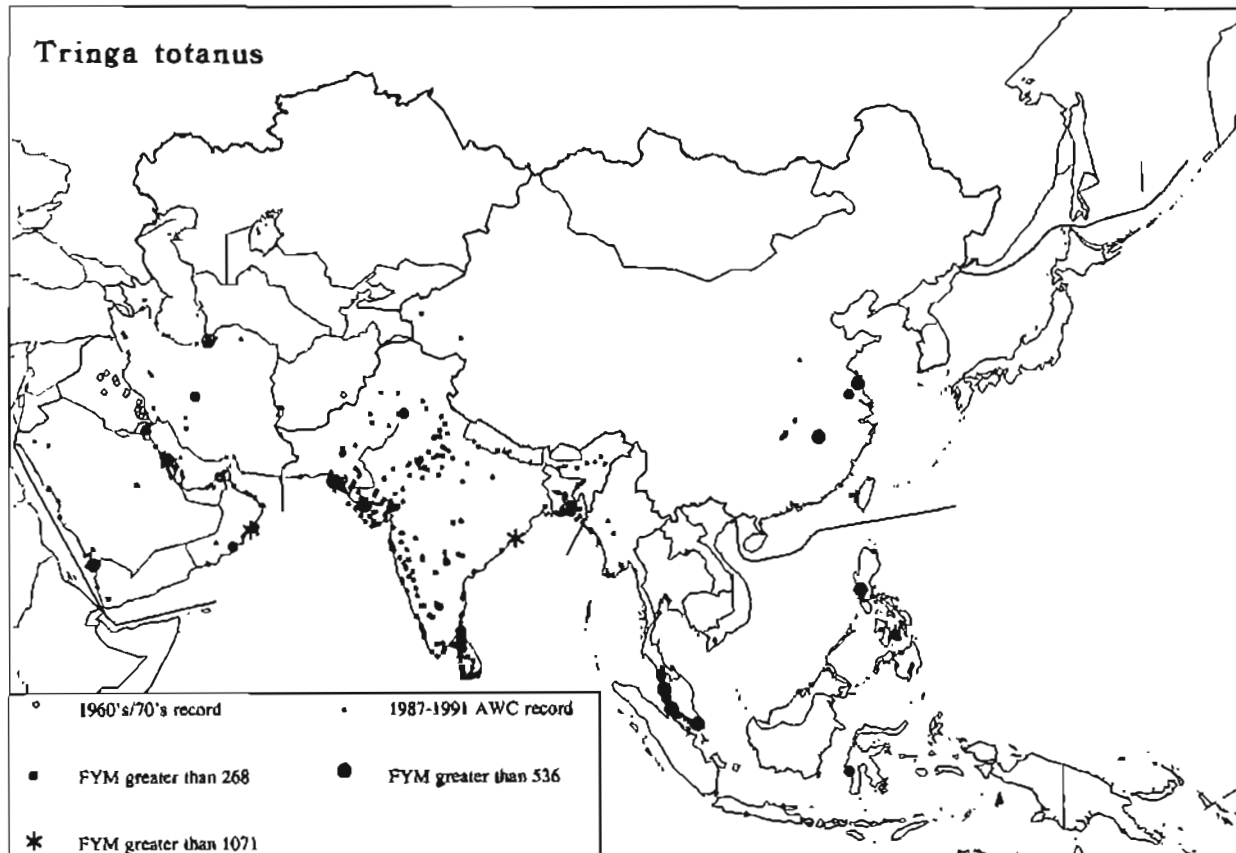 Tringa totanus
1960's/70's record
1987-1991 AWC record
FYM greater than 268
FYM greater than 536
FYM greater than 1071